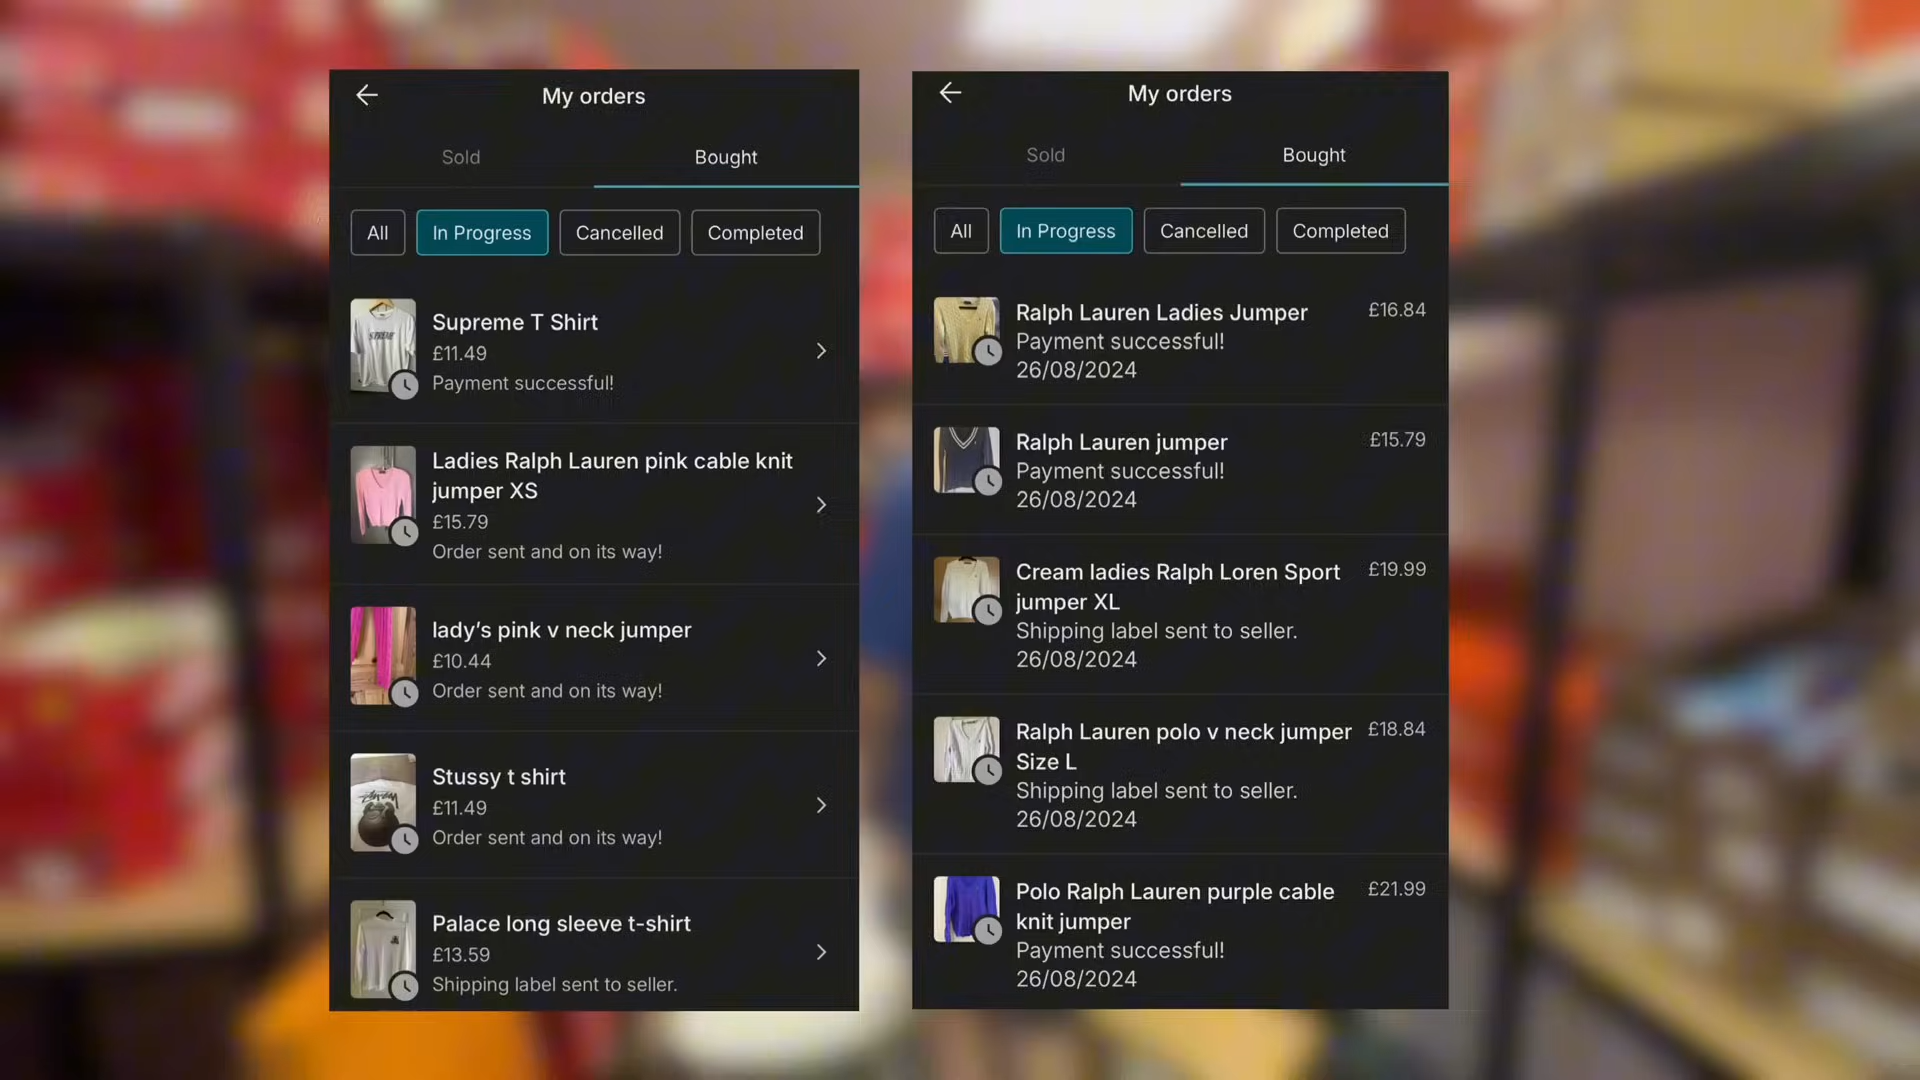 My orders
Sold
Bought
All
In Progress
Cancelled
Completed
Supreme T Shirt
£11.49
Payment successful!
Ladies Ralph Lauren pink cable knit
jumper XS
£15.79
Order sent and on its way!
lady’s pink v neck jumper
£10.44
Order sent and on its way!
Stussy t shirt
£11.49
Order sent and on its way!
Palace long sleeve t-shirt
£13.59
Shipping label sent to seller.
My orders
Sold
Bought
All
In Progress
Cancelled
Completed
Ralph Lauren Ladies Jumper
£16.84
Payment successful!
26/08/2024
Ralph Lauren jumper
£15.79
Payment successful!
26/08/2024
Cream ladies Ralph Loren Sport
£19.99
jumper XL
Shipping label sent to seller.
26/08/2024
Ralph Lauren polo v neck jumper
£18.84
Size L
Shipping label sent to seller.
26/08/2024
Polo Ralph Lauren purple cable
£21.99
knit jumper
Payment successful!
26/08/2024